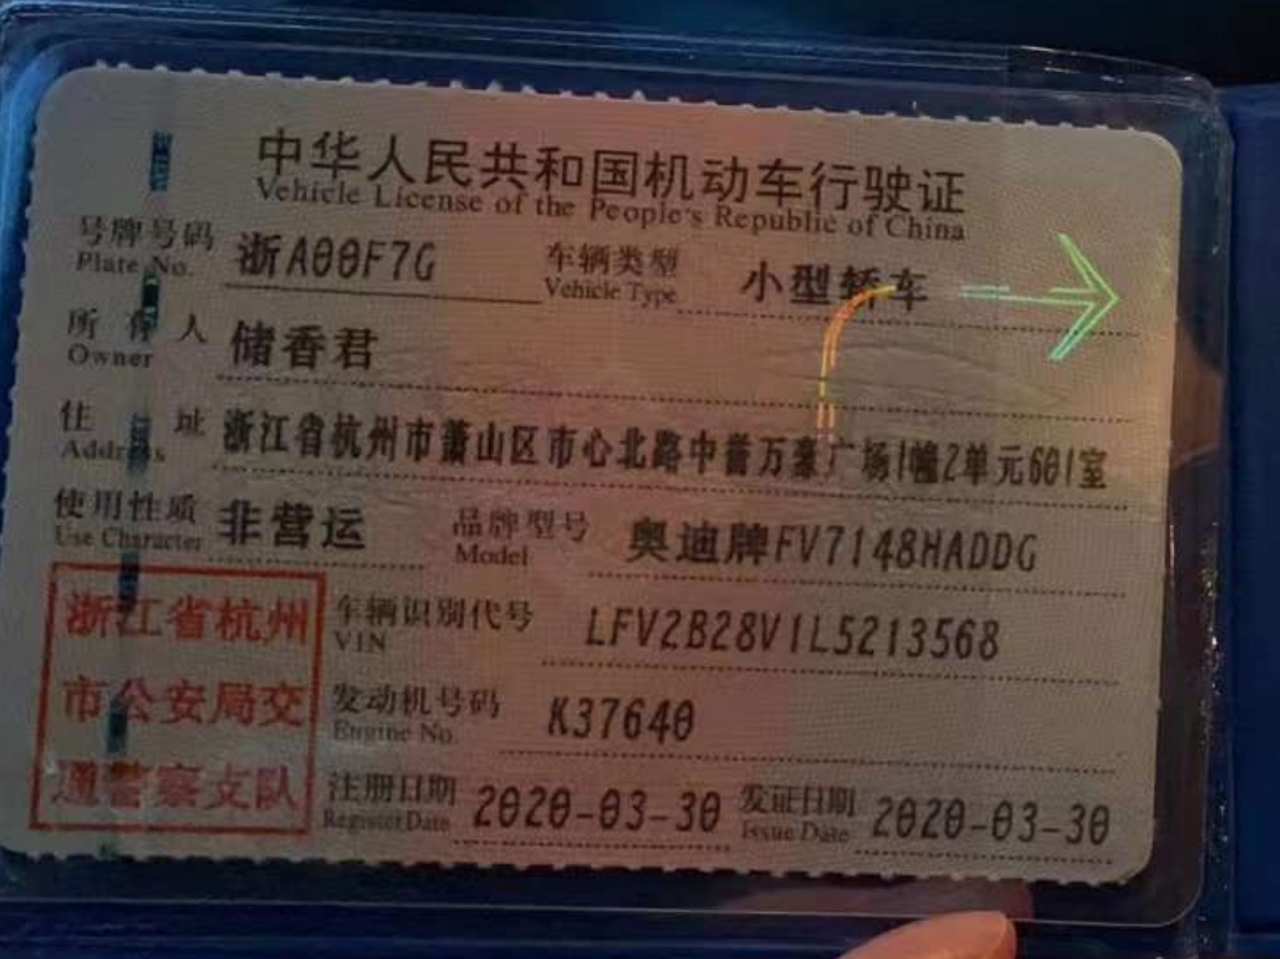 中华人民共和国机动车行驶证
Vehicle License of the People's Republic of China
号牌号码 浙A00F7G 车辆类型 小型轿车
Plate No. Vehicle Type
所有人 储香君
Owner
住址 浙江省杭州市萧山区市心北路中誉万豪广场1幢2单元601室
Address
使用性质 非营运 品牌型号 奥迪牌FV7148HADDG
Use Character Model
浙江省杭州 车辆识别代号 LFV2B28V1L5213568
VIN
市公安局交 发动机号码 K37640
Engine No.
通警察支队 注册日期 2020-03-30 发证日期 2020-03-30
Register Date Issue Date